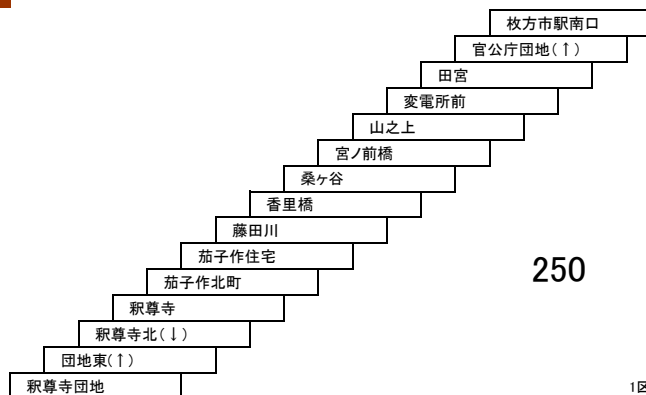 枚方市駅南口
官公庁団地(↑)
田宮
変電所前
山之上
宮ノ前橋
桑ヶ谷
香里橋
藤田川
茄子作住宅
茄子作北町
釈尊寺
釈尊寺北(↓)
団地東(↑)
釈尊寺団地
250
1区